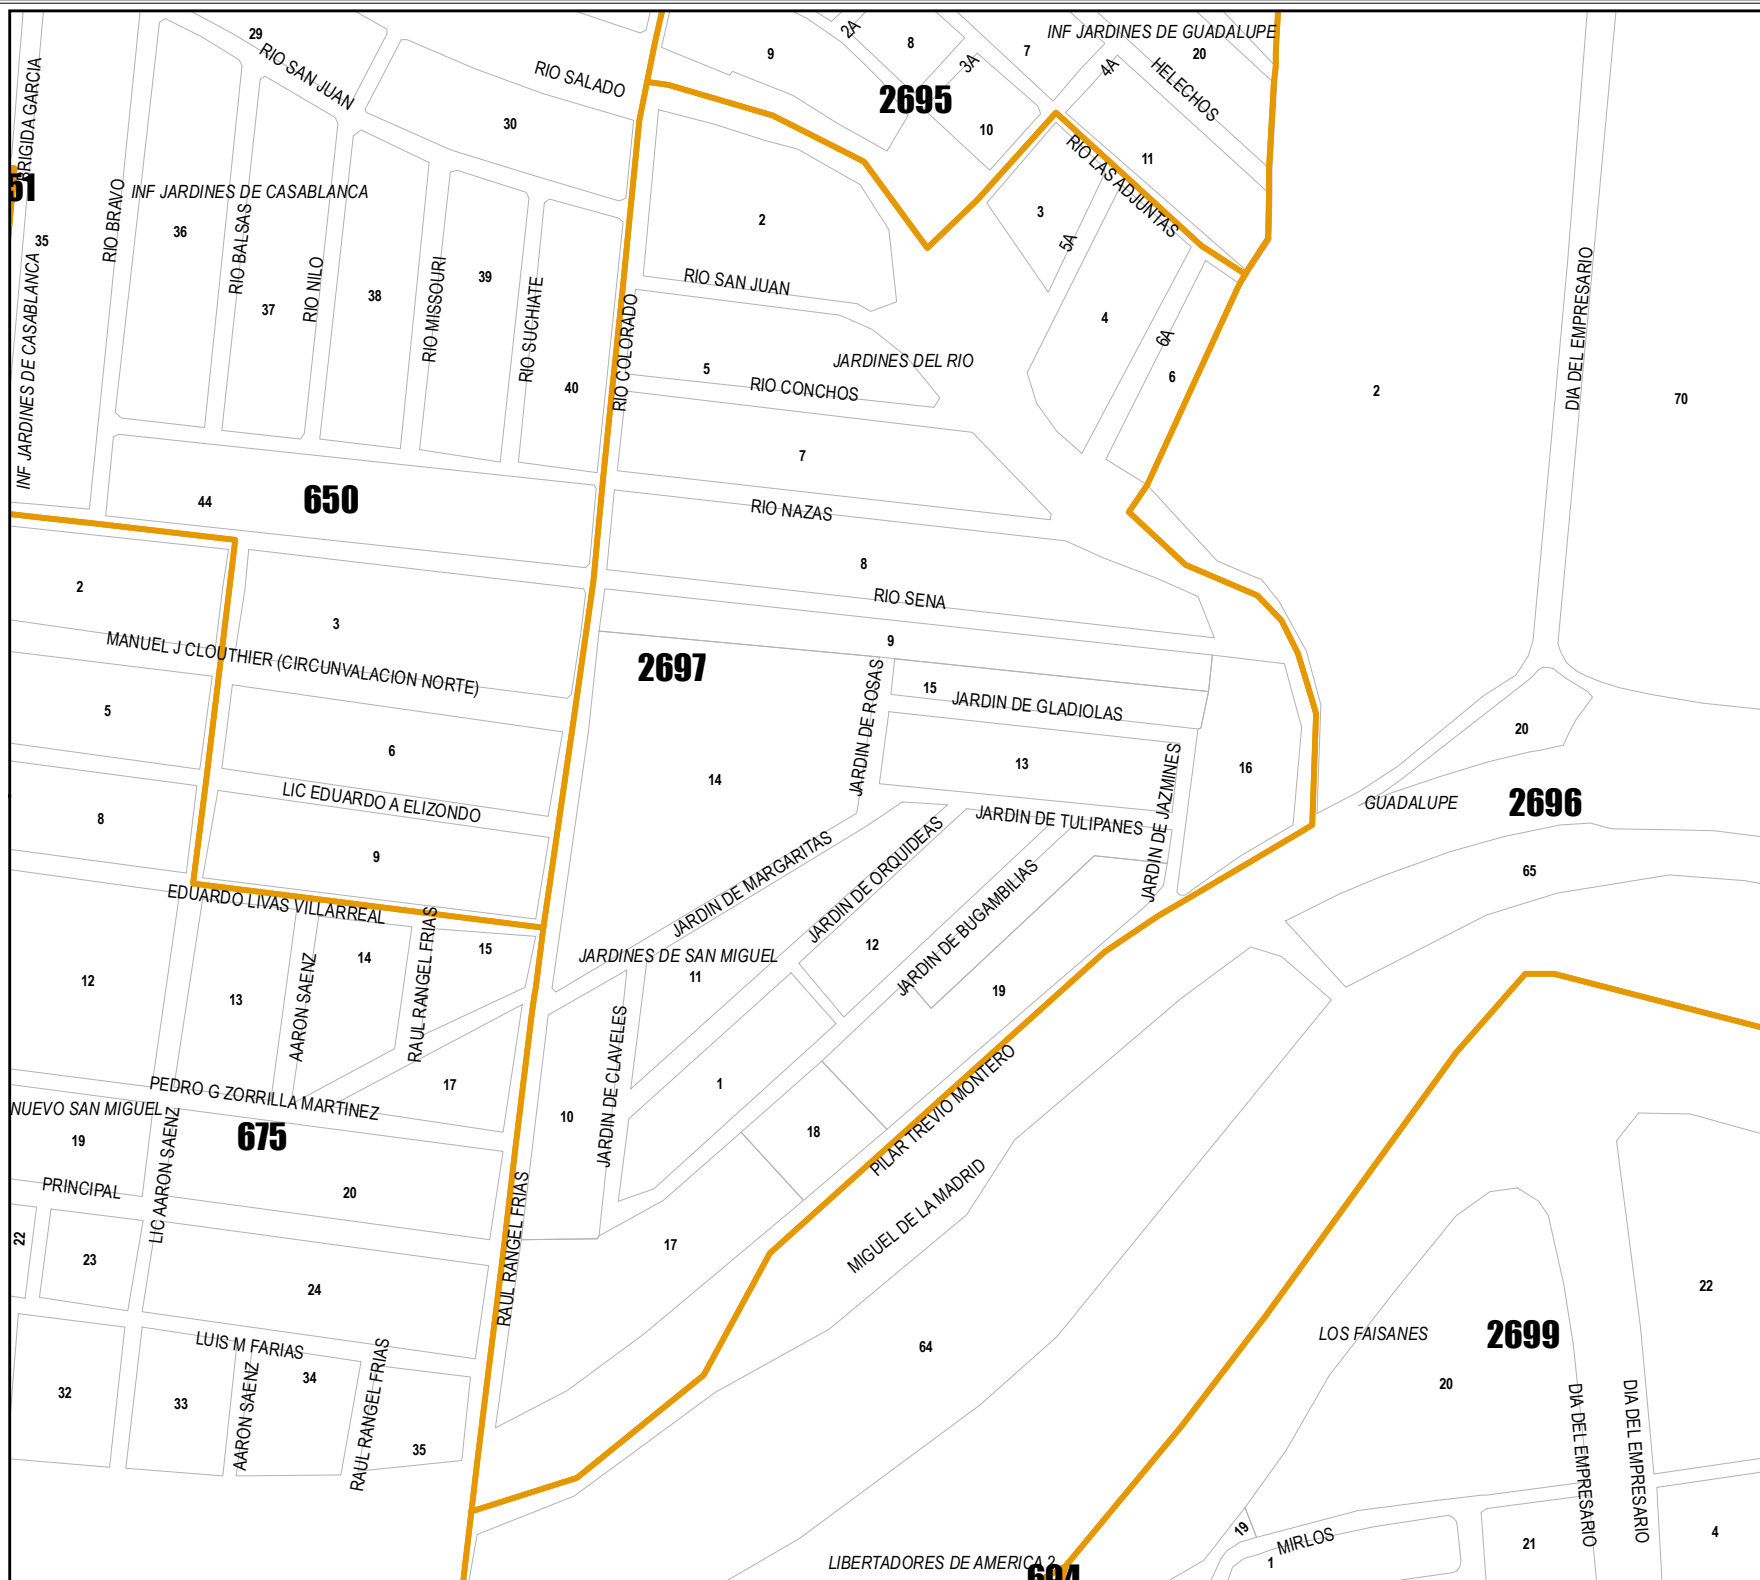 29
RIO SAN JUAN
RIO SALADO
9
2A
8
3A
7
INF JARDINES DE GUADALUPE
20
4A
HELECHOS
2695
10
11
30
BRIGIDA GARCIA
51
35
INF JARDINES DE CASABLANCA
INF JARDINES DE CASABLANCA
RIO BRAVO
36
RIO BALSAS
37
RIO NILO
38
RIO MISSOURI
39
RIO SUCHIATE
40
RIO COLORADO
2
RIO SAN JUAN
3
5A
RIO LAS ADJUNTAS
4
6A
6
JARDINES DEL RIO
5
RIO CONCHOS
7
RIO NAZAS
8
RIO SENA
9
2
DIA DEL EMPRESARIO
70
44
650
2
3
MANUEL J CLOUTHIER (CIRCUNVALACION NORTE)
5
6
LIC EDUARDO A ELIZONDO
8
9
EDUARDO LIVAS VILLARREAL
2697
JARDIN DE ROSAS
15
JARDIN DE GLADIOLAS
14
13
JARDIN DE JAZMINES
16
JARDIN DE TULIPANES
JARDIN DE MARGARITAS
JARDIN DE ORQUIDEAS
JARDIN DE BUGAMBILIAS
12
JARDINES DE SAN MIGUEL
11
19
20
GUADALUPE
2696
65
12
13
AARON SAENZ
14
RAUL RANGEL FRIAS
15
17
PEDRO G ZORRILLA MARTINEZ
NUEVO SAN MIGUEL
19
675
LIC AARON SAENZ
PRINCIPAL
20
22
23
24
LUIS M FARIAS
32
33
AARON SAENZ
34
RAUL RANGEL FRIAS
35
RAUL RANGEL FRIAS
10
JARDIN DE CLAVELES
1
18
17
PILAR TREVIO MONTERO
MIGUEL DE LA MADRID
64
LOS FAISANES
2699
20
22
DIA DEL EMPRESARIO
DIA DEL EMPRESARIO
19
MIRLOS
1
21
4
LIBERTADORES DE AMERICA 2
694